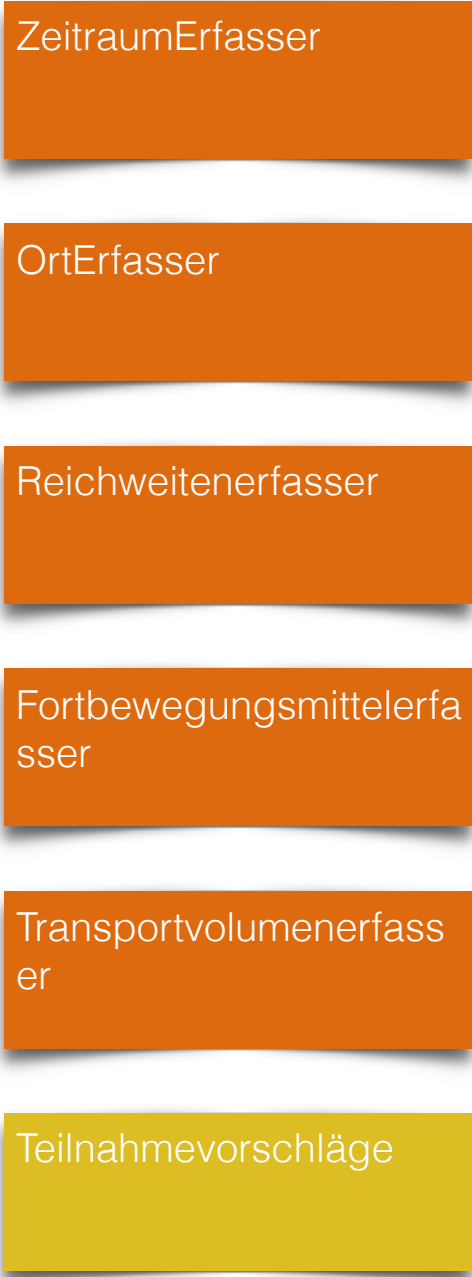 ZeitraumErfasser
OrtErfasser
Reichweitenerfasser
Fortbewegungsmittelerfa
sser
Transportvolumenerfass
er
Teilnahmevorschläge